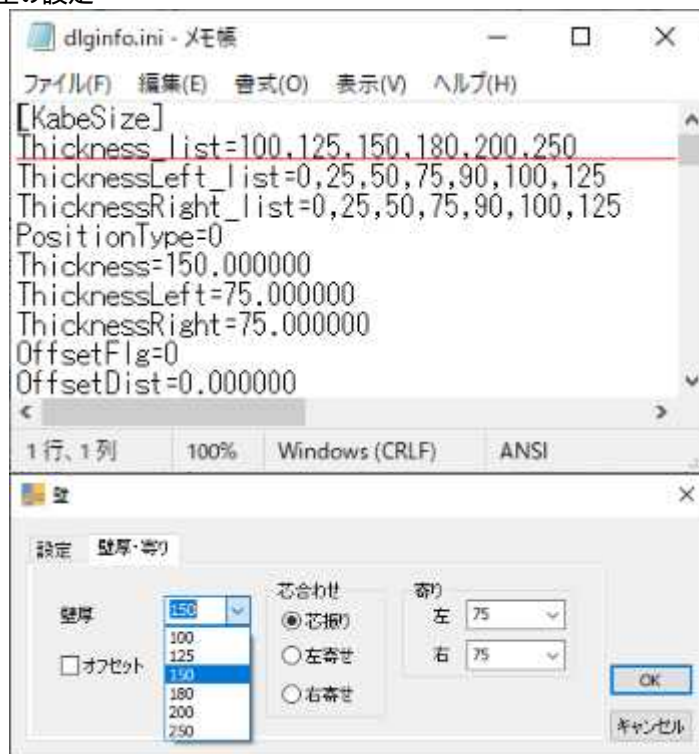 の設定
dlginfo.ini - メモ帳
ファイル(F) 編集(E) 書式(O) 表示(V) ヘルプ(H)
[KabeSize]
Thickness_list=100,125,150,180,200,250
ThicknessLeft_list=0,25,50,75,90,100,125
ThicknessRight_list=0,25,50,75,90,100,125
PositionType=0
Thickness=150.000000
ThicknessLeft=75.000000
ThicknessRight=75.000000
OffsetFlg=0
OffsetDist=0.000000
1行、1列 100% Windows (CRLF) ANSI
壁
設定 壁厚・寄り
壁厚 150 芯合わせ 寄り
100
125
150
180
200
250
オフセット
芯振り
左寄せ
右寄せ
左 75
右 75
OK
キャンセル